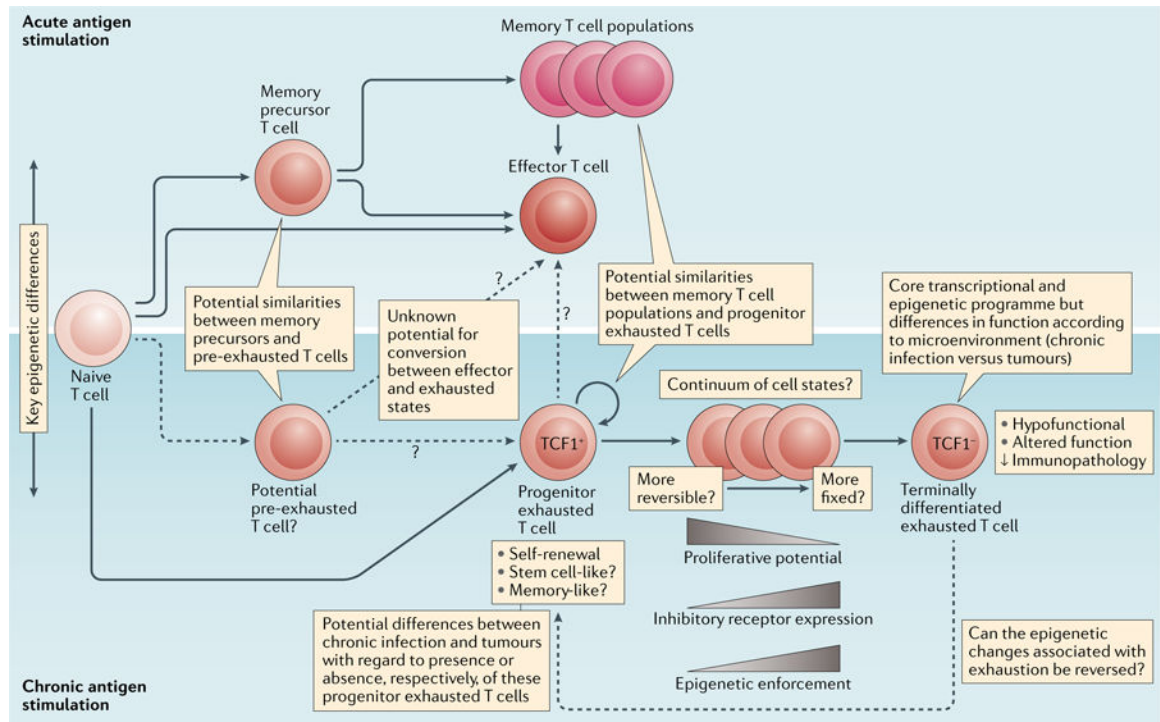 Acute antigen
stimulation
Memory T cell populations
Memory
precursor
T cell
Effector T cell
Key epigenetic differences
Naive
T cell
Potential similarities
between memory
precursors and
pre-exhausted T cells
Unknown
potential for
conversion
between effector
and exhausted
states
?
?
Potential similarities
between memory T cell
populations and progenitor
exhausted T cells
Core transcriptional and
epigenetic programme but
differences in function according
to microenvironment (chronic
infection versus tumours)
Continuum of cell states?
?
TCF1⁺
TCF1⁻
• Hypofunctional
• Altered function
↓ Immunopathology
Potential
pre-exhausted
T cell?
Progenitor
exhausted
T cell
More
reversible?
More
fixed?
Terminally
differentiated
exhausted T cell
• Self-renewal
• Stem cell-like?
• Memory-like?
Proliferative potential
Inhibitory receptor expression
Epigenetic enforcement
Potential differences between
chronic infection and tumours
with regard to presence or
absence, respectively, of these
progenitor exhausted T cells
Can the epigenetic
changes associated with
exhaustion be reversed?
Chronic antigen
stimulation